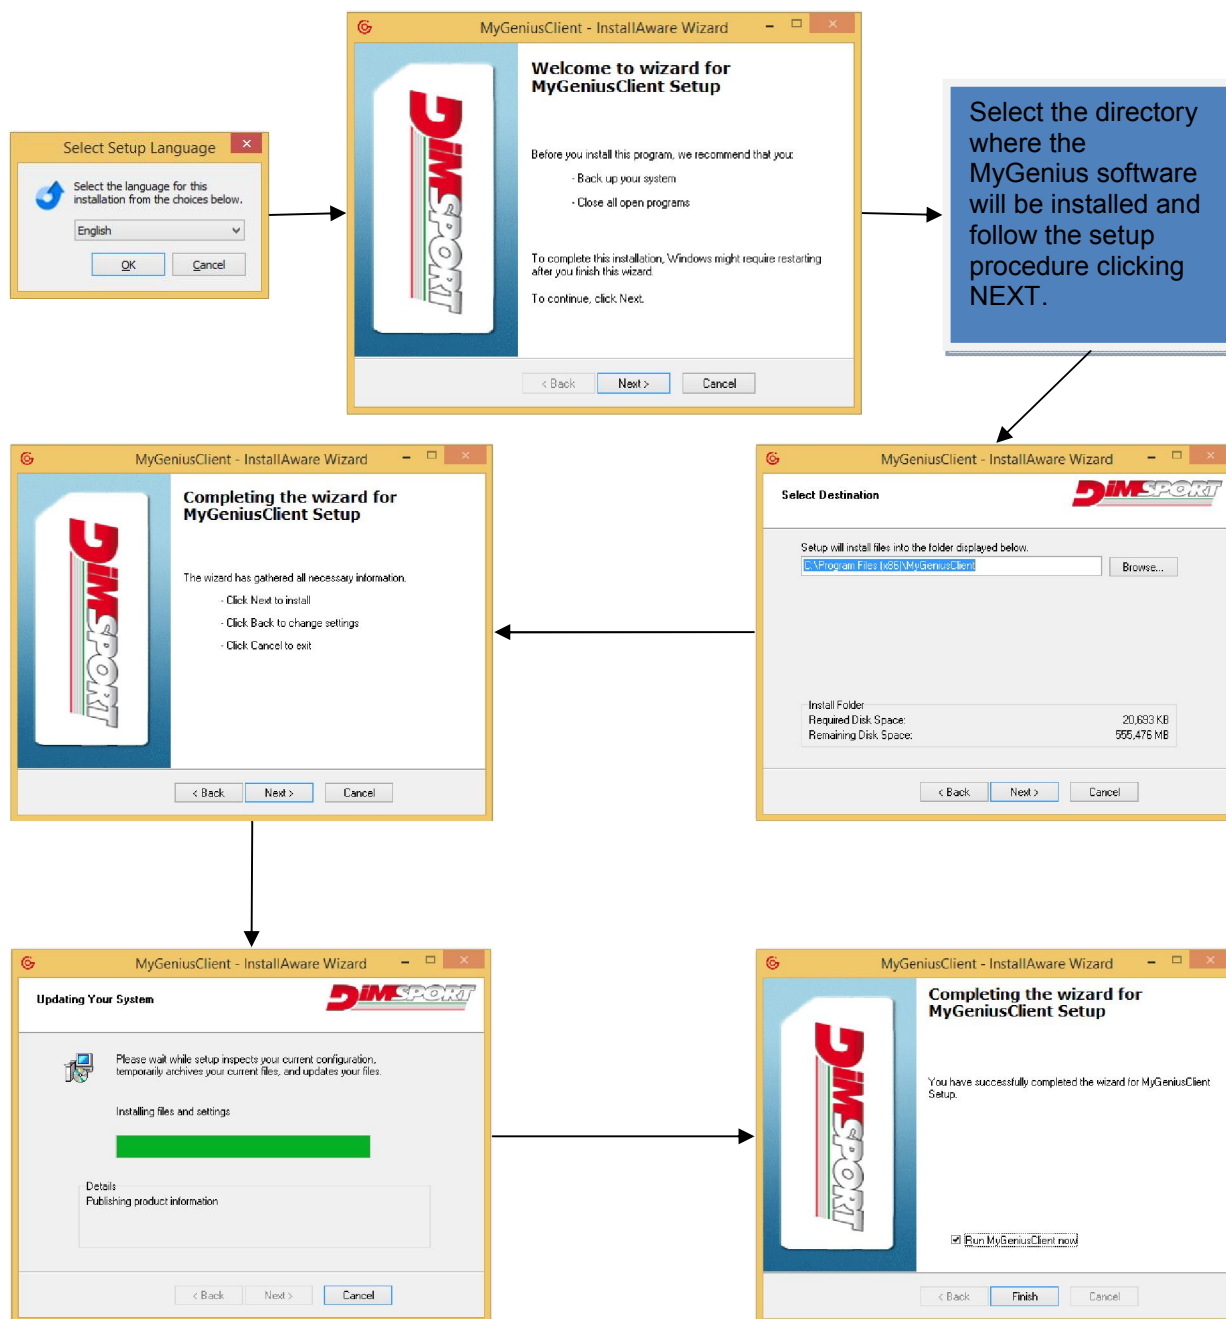 Select Setup Language
Select the language for this
installation from the choices below.
English
OK
Cancel
MyGeniusClient - InstallAware Wizard
DIMSPORT
Welcome to wizard for
MyGeniusClient Setup
Before you install this program, we recommend that you:
- Back up your system
- Close all open programs
To complete this installation, Windows might require restarting
after you finish this wizard.
To continue, click Next.
< Back
Next >
Cancel
Select the directory
where the
MyGenius software
will be installed and
follow the setup
procedure clicking
NEXT.
MyGeniusClient - InstallAware Wizard
Select Destination
DIMSPORT
Setup will install files into the folder displayed below.
C:\Program Files (x86)\MyGeniusClient
Browse...
Install Folder
Required Disk Space: 20,693 KB
Remaining Disk Space: 555,476 MB
< Back
Next >
Cancel
MyGeniusClient - InstallAware Wizard
DIMSPORT
Completing the wizard for
MyGeniusClient Setup
The wizard has gathered all necessary information.
- Click Next to install
- Click Back to change settings
- Click Cancel to exit
< Back
Next >
Cancel
MyGeniusClient - InstallAware Wizard
Updating Your System
DIMSPORT
Please wait while setup inspects your current configuration,
temporarily archives your current files, and updates your files.
Installing files and settings
Details
Publishing product information
< Back
Next >
Cancel
MyGeniusClient - InstallAware Wizard
DIMSPORT
Completing the wizard for
MyGeniusClient Setup
You have successfully completed the wizard for MyGeniusClient
Setup.
Run MyGeniusClient now
< Back
Finish
Cancel